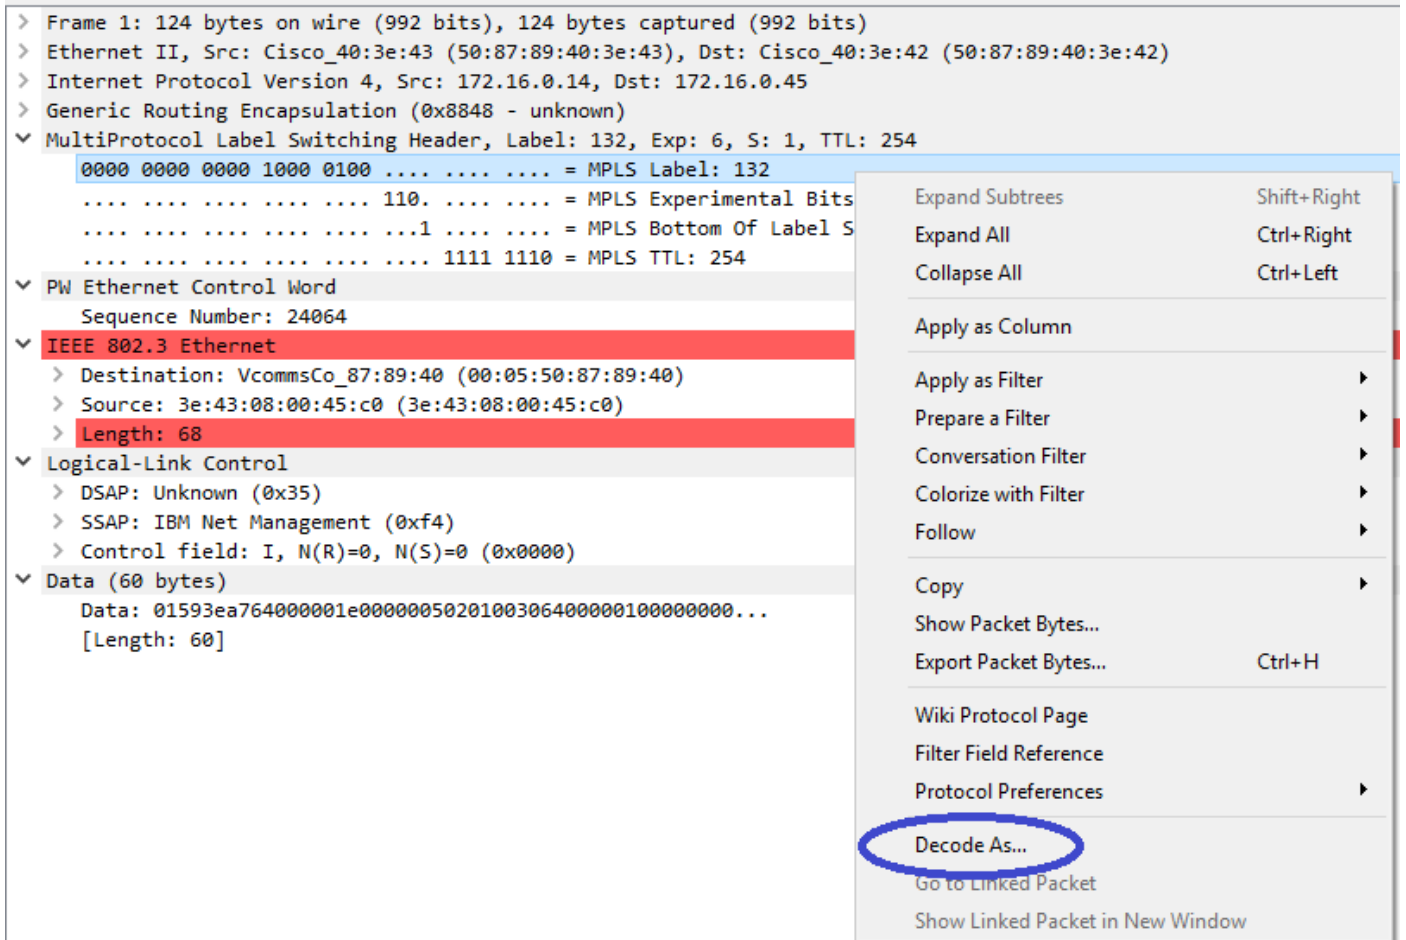 Frame 1: 124 bytes on wire (992 bits), 124 bytes captured (992 bits)
Ethernet II, Src: Cisco_40:3e:43 (50:87:89:40:3e:43), Dst: Cisco_40:3e:42 (50:87:89:40:3e:42)
Internet Protocol Version 4, Src: 172.16.0.14, Dst: 172.16.0.45
Generic Routing Encapsulation (0x8848 - unknown)
MultiProtocol Label Switching Header, Label: 132, Exp: 6, S: 1, TTL: 254
0000 0000 0000 1000 0100 .... .... .... = MPLS Label: 132
.... .... .... .... .... 110. .... .... = MPLS Experimental Bits
.... .... .... .... .... ...1 .... .... = MPLS Bottom Of Label S
.... .... .... .... .... .... 1111 1110 = MPLS TTL: 254
PW Ethernet Control Word
Sequence Number: 24064
IEEE 802.3 Ethernet
Destination: VcommsCo_87:89:40 (00:05:50:87:89:40)
Source: 3e:43:08:00:45:c0 (3e:43:08:00:45:c0)
Length: 68
Logical-Link Control
DSAP: Unknown (0x35)
SSAP: IBM Net Management (0xf4)
Control field: I, N(R)=0, N(S)=0 (0x0000)
Data (60 bytes)
Data: 01593ea764000001e0000005020100306400000100000000...
[Length: 60]
Expand Subtrees Shift+Right
Expand All Ctrl+Right
Collapse All Ctrl+Left
Apply as Column
Apply as Filter
Prepare a Filter
Conversation Filter
Colorize with Filter
Follow
Copy
Show Packet Bytes...
Export Packet Bytes... Ctrl+H
Wiki Protocol Page
Filter Field Reference
Protocol Preferences
Decode As...
Go to Linked Packet
Show Linked Packet in New Window